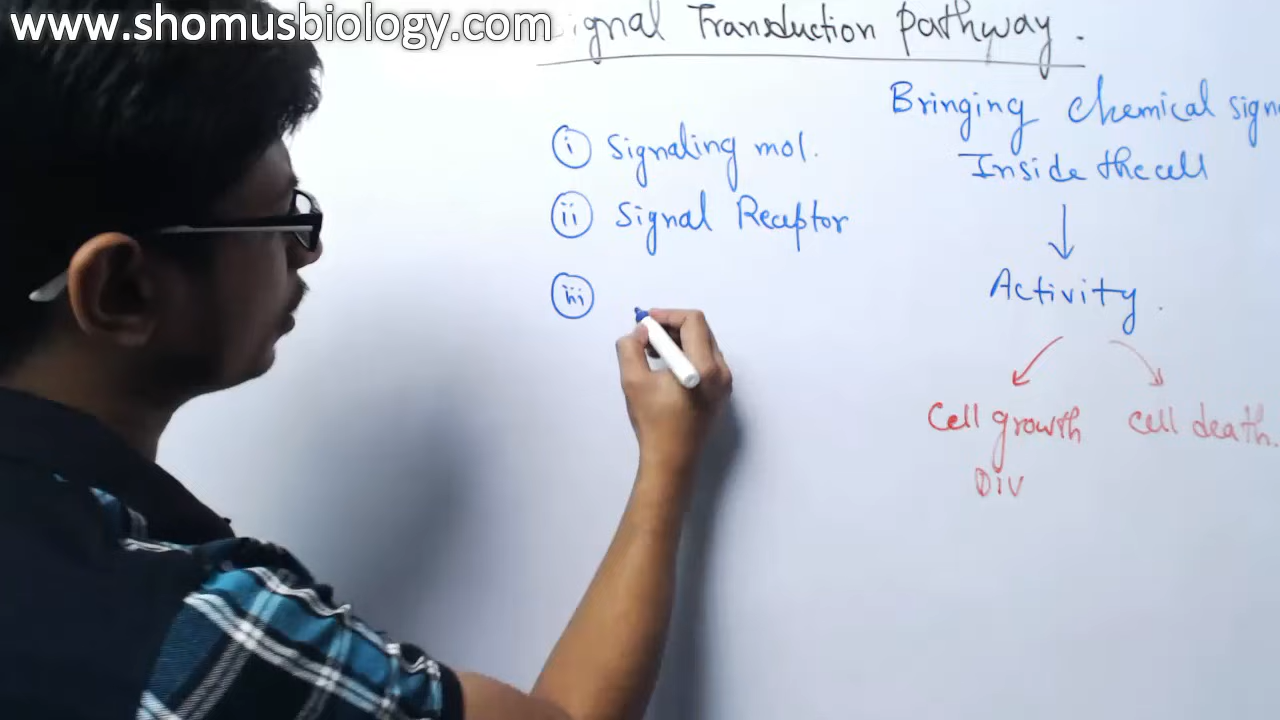 www.shomusbiology.com
ignal Transduction pathway.
i Signaling mol.
ii Signal Receptor
iii
Bringing chemical sign
Inside the cell
Activity.
Cell growth
Div
cell death.